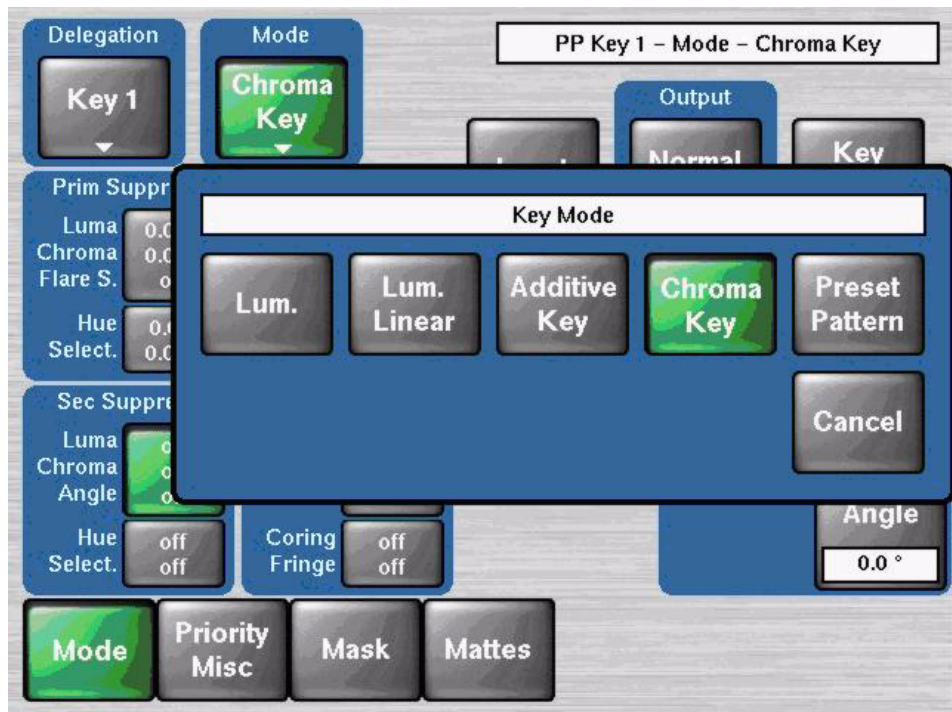 Delegation
Mode
PP Key 1 – Mode – Chroma Key
Key 1
Chroma
Key
Output
Normal
Key
Prim Suppr
Luma
Chroma
Flare S.
Hue
Select.
Key Mode
Lum.
Lum.
Linear
Additive
Key
Chroma
Key
Preset
Pattern
Cancel
Sec Suppre
Luma
Chroma
Angle
Hue
Select.
off
off
Coring
Fringe
off
off
Angle
0.0 °
Mode
Priority
Misc
Mask
Mattes